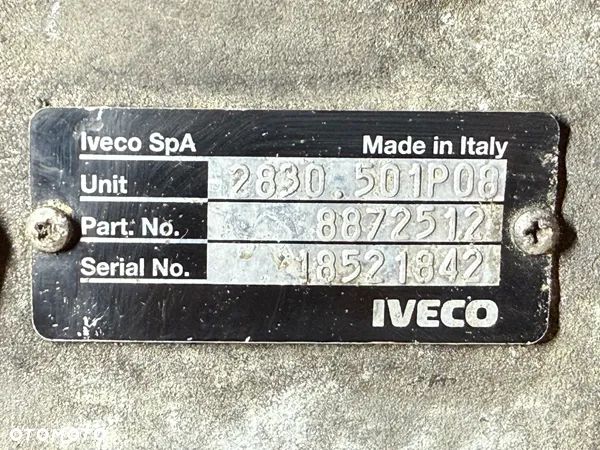 Iveco SpA Made in Italy
Unit 2830.501P08
Part. No. 8872512
Serial No. 18521842
IVECO
OTOMOTO